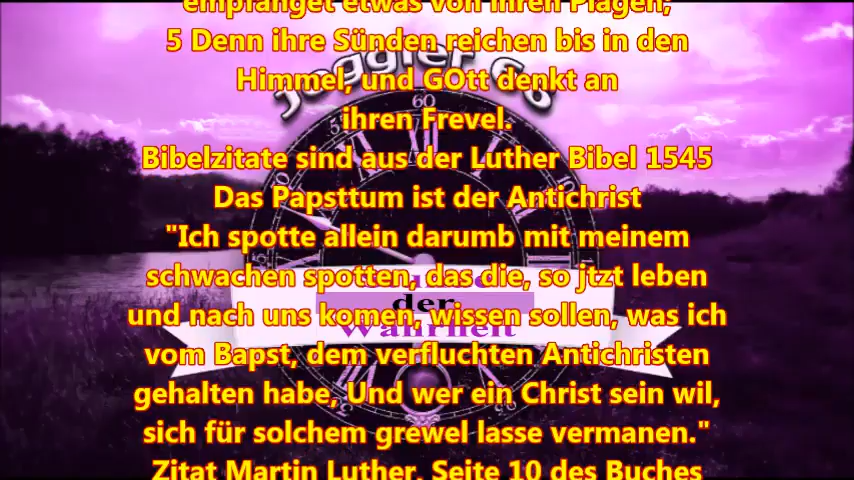 empfanget etwas von ihren Plagen;
5 Denn ihre Sünden reichen bis in den
Himmel, und GOtt denkt an
ihren Frevel.
Bibelzitate sind aus der Luther Bibel 1545
Das Papsttum ist der Antichrist
"Ich spotte allein darumb mit meinem
schwachen spotten, das die, so jtzt leben
und nach uns komen, wissen sollen, was ich
vom Bapst, dem verfluchten Antichristen
gehalten habe, Und wer ein Christ sein wil,
sich für solchem grewel lasse vermanen."
Zitat Martin Luther, Seite 10 des Buches
Joggler 66
60
der
Wahrheit